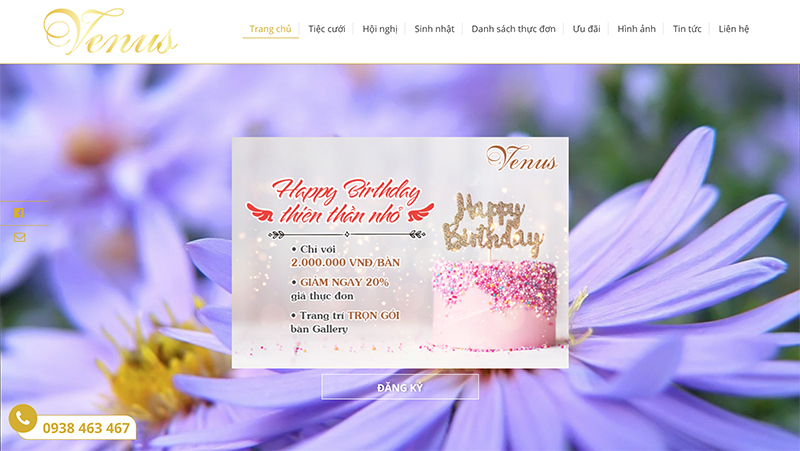 Venus
Trang chủ
Tiệc cưới
Hội nghị
Sinh nhật
Danh sách thực đơn
Ưu đãi
Hình ảnh
Tin tức
Liên hệ
Venus
Happy Birthday
thiên thần nhỏ
Happy
Birthday
• Chỉ với
2.000.000 VNĐ/BÀN
• GIẢM NGAY 20%
giá thực đơn
• Trang trí TRỌN GÓI
bàn Gallery
ĐĂNG KÝ
0938 463 467